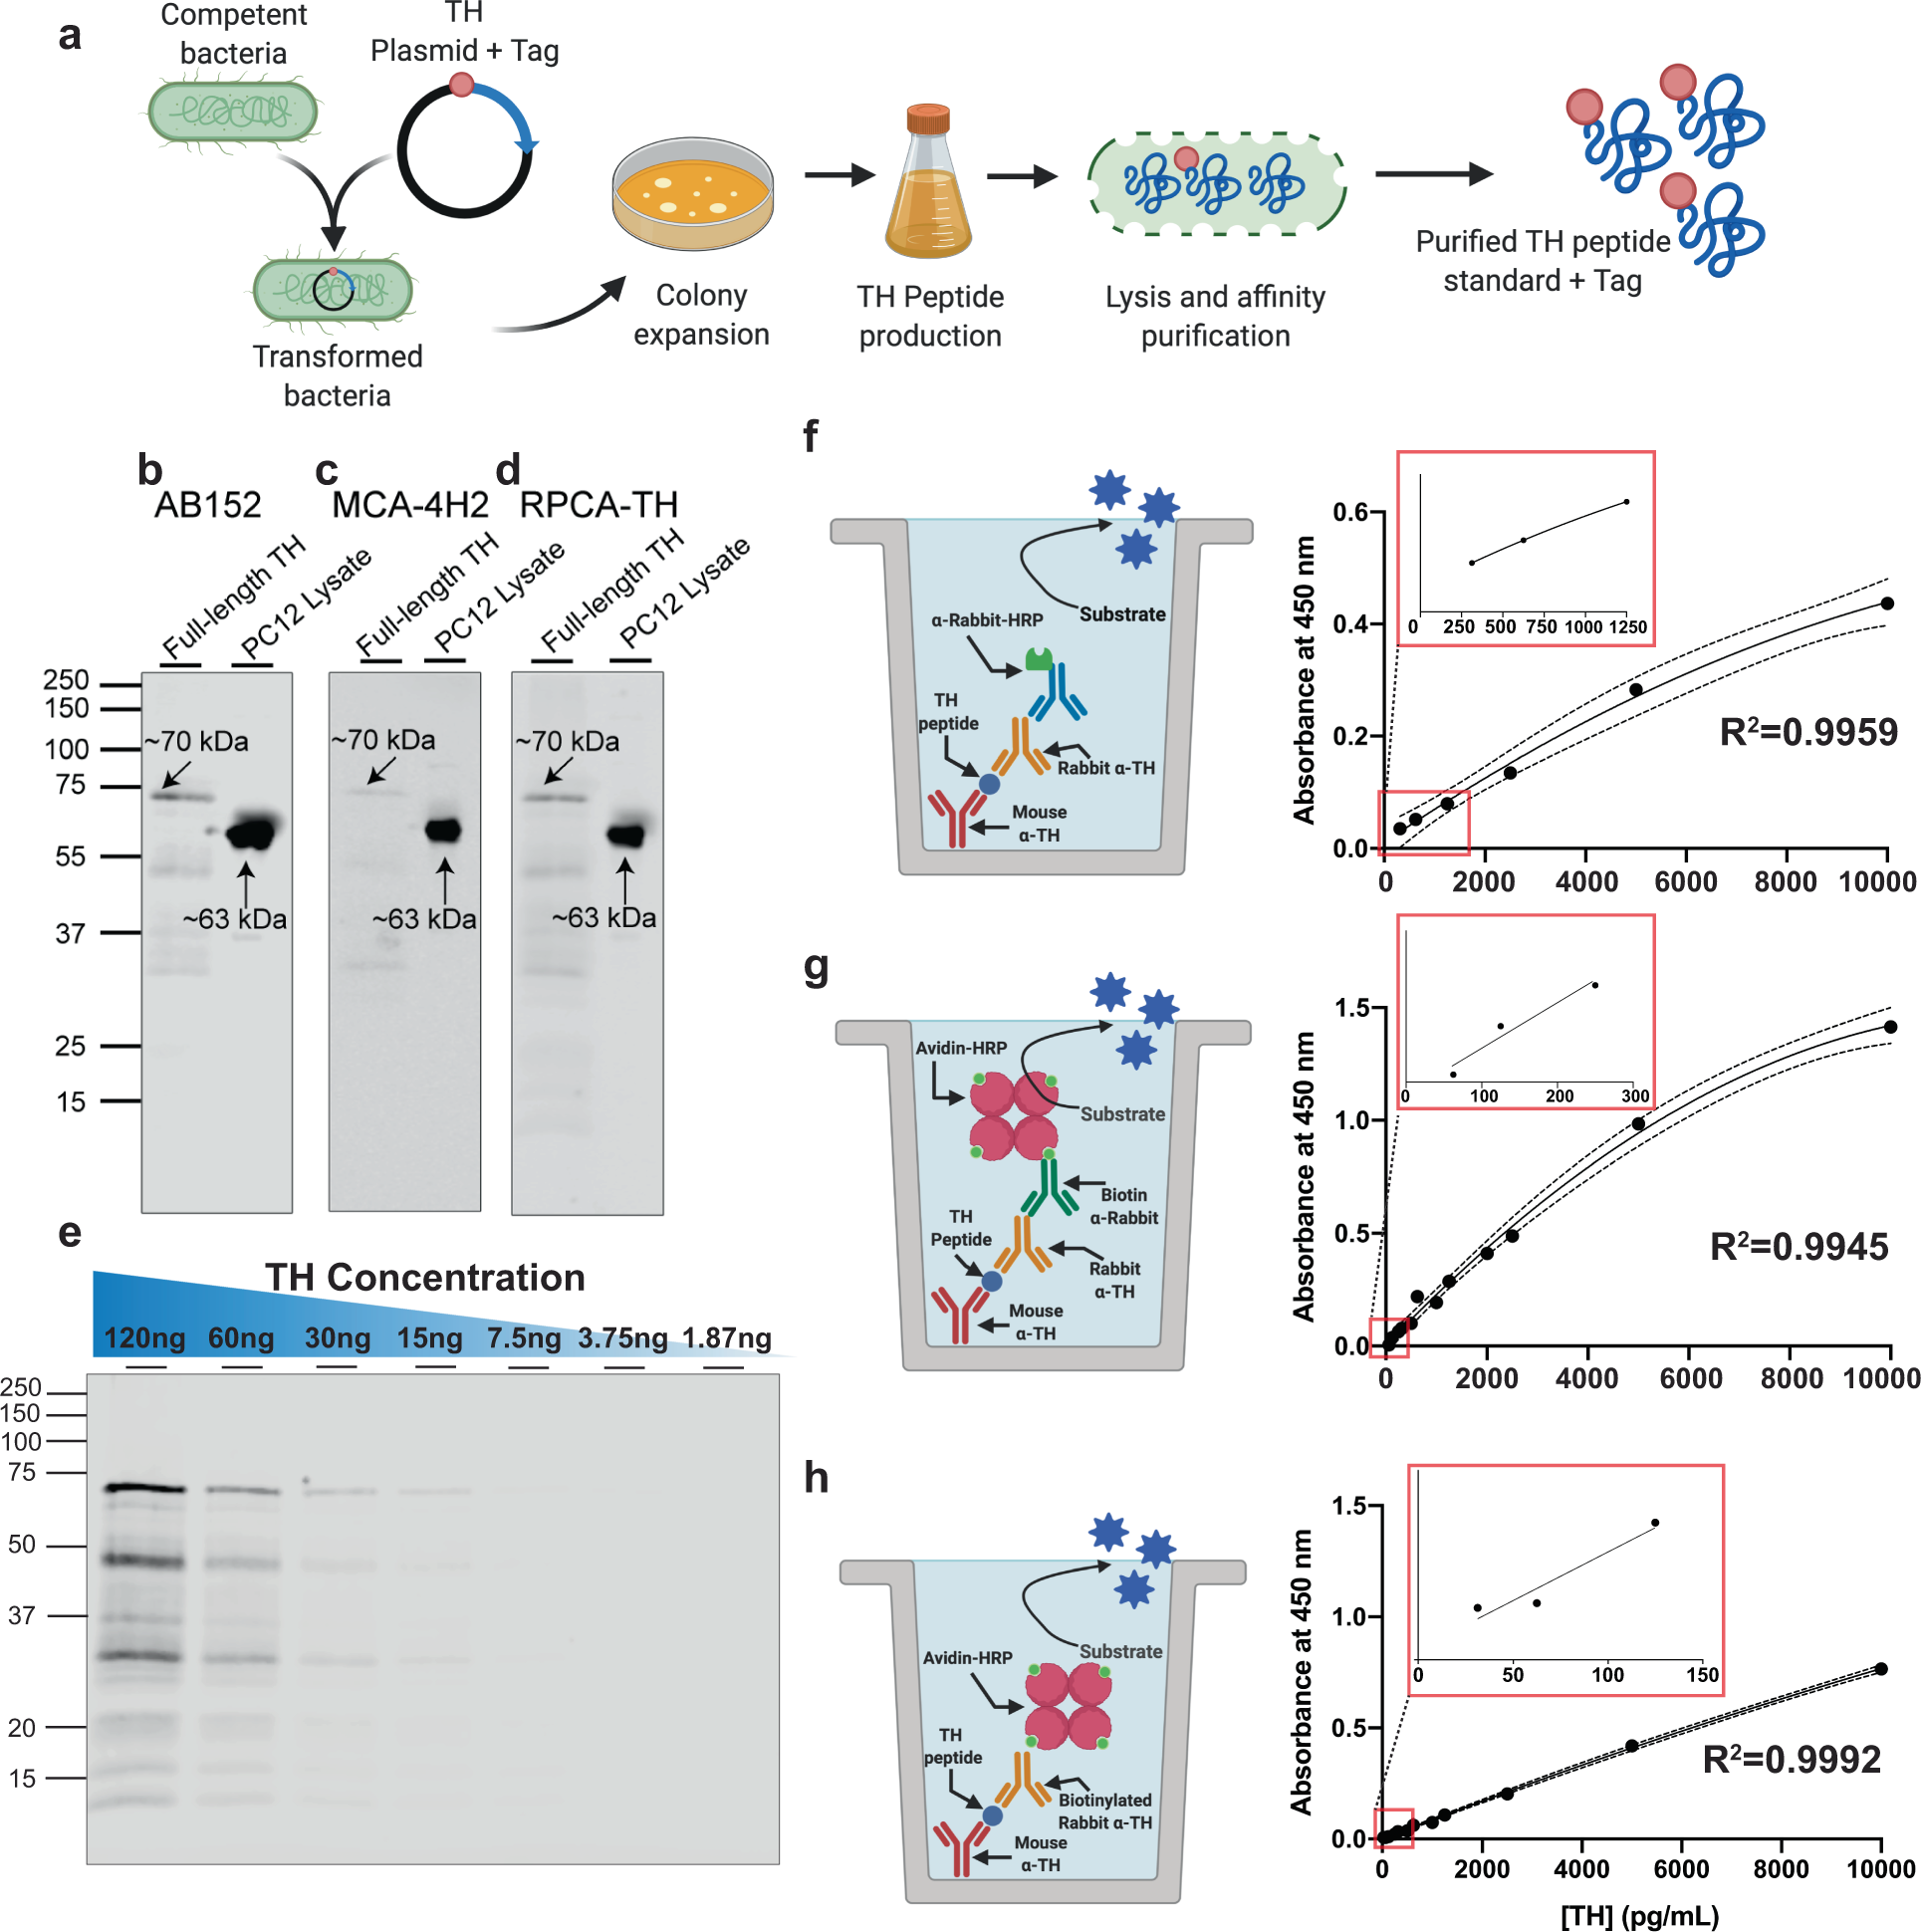 a
Competent
bacteria
TH
Plasmid + Tag
Transformed
bacteria
Colony
expansion
TH Peptide
production
Lysis and affinity
purification
Purified TH peptide
standard + Tag
b
AB152
Full-length TH
PC12 Lysate
c
MCA-4H2
Full-length TH
PC12 Lysate
d
RPCA-TH
Full-length TH
PC12 Lysate
250
150
100
75
55
37
25
15
~70 kDa
~63 kDa
~70 kDa
~63 kDa
~70 kDa
~63 kDa
e
TH Concentration
120ng 60ng 30ng 15ng 7.5ng 3.75ng 1.87ng
250
150
100
75
50
37
20
15
f
Substrate
α-Rabbit-HRP
TH
peptide
Rabbit α-TH
Mouse
α-TH
Absorbance at 450 nm
0.6
0.4
0.2
0.0
0 2000 4000 6000 8000 10000
0 250 500 750 1000 1250
R²=0.9959
g
Avidin-HRP
Substrate
Biotin
α-Rabbit
TH
Peptide
Rabbit
α-TH
Mouse
α-TH
Absorbance at 450 nm
1.5
1.0
0.5
0.0
0 2000 4000 6000 8000 10000
0 100 200 300
R²=0.9945
h
Substrate
Avidin-HRP
TH
peptide
Biotinylated
Rabbit α-TH
Mouse
α-TH
Absorbance at 450 nm
1.5
1.0
0.5
0.0
0 2000 4000 6000 8000 10000
0 50 100 150
R²=0.9992
[TH] (pg/mL)